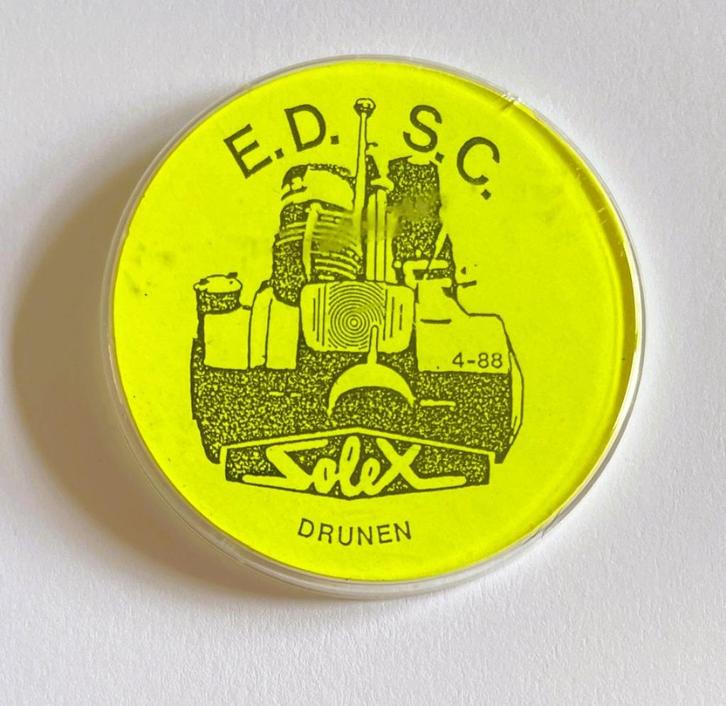 E.D. S.C.
4-88
Solex
DRUNEN